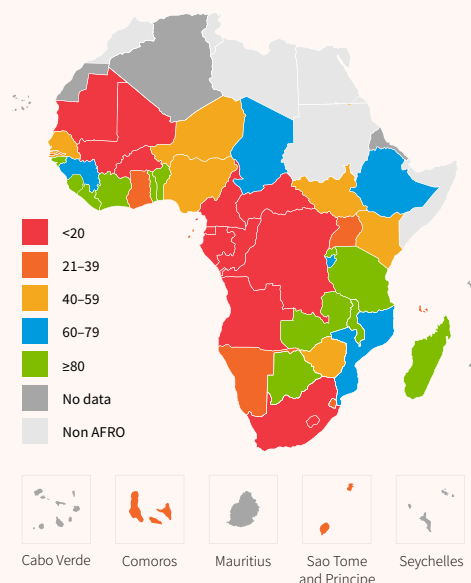 <20
21–39
40–59
60–79
≥80
No data
Non AFRO
Cabo Verde
Comoros
Mauritius
Sao Tome
and Principe
Seychelles